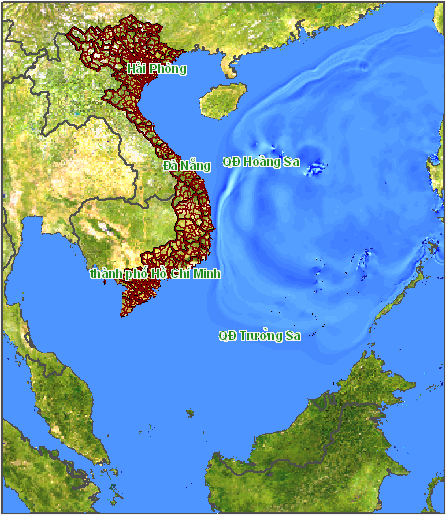 Hải Phòng
Đà Nẵng
QĐ Hoàng Sa
thành phố Hồ Chí Minh
QĐ Trường Sa